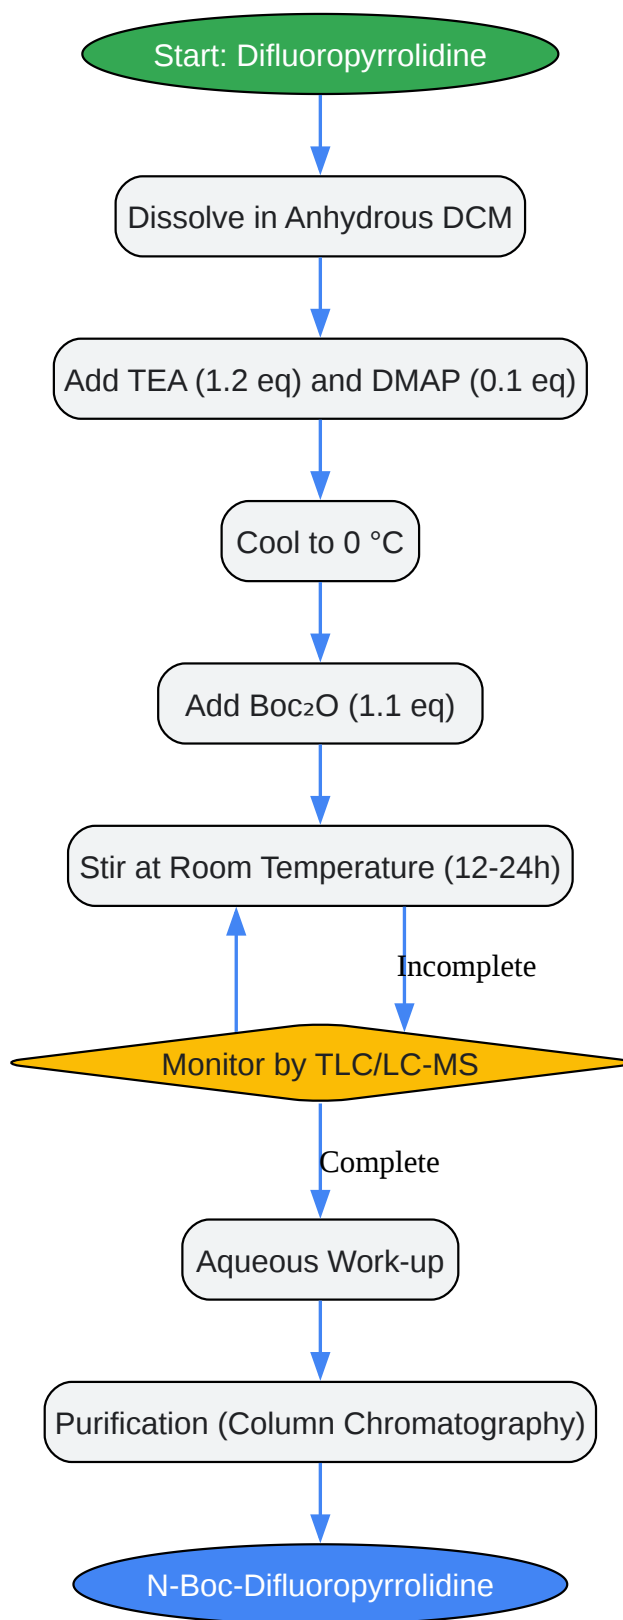 Start: Difluoropyrrolidine
Dissolve in Anhydrous DCM
Add TEA (1.2 eq) and DMAP (0.1 eq)
Cool to 0 °C
Add Boc₂O (1.1 eq)
Stir at Room Temperature (12-24h)
Incomplete
Monitor by TLC/LC-MS
Complete
Aqueous Work-up
Purification (Column Chromatography)
N-Boc-Difluoropyrrolidine